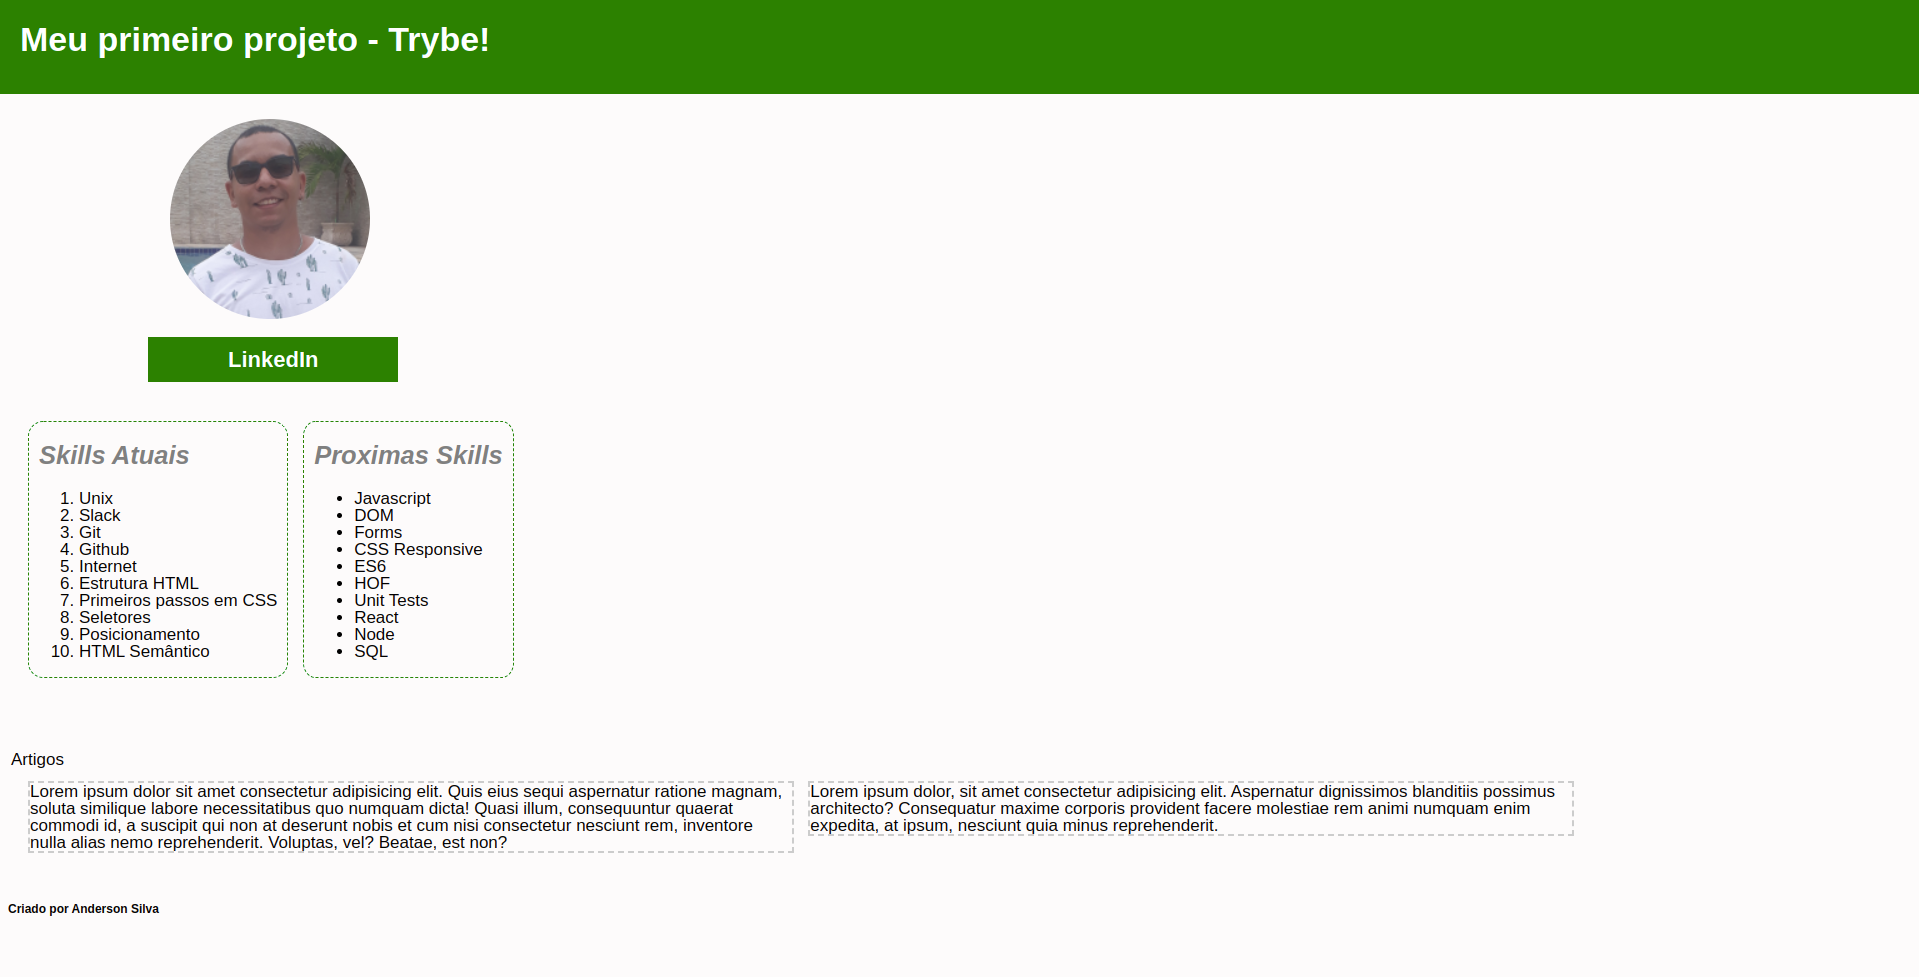 Meu primeiro projeto - Trybe!
LinkedIn
Skills Atuais
1. Unix
2. Slack
3. Git
4. Github
5. Internet
6. Estrutura HTML
7. Primeiros passos em CSS
8. Seletores
9. Posicionamento
10. HTML Semântico
Proximas Skills
• Javascript
• DOM
• Forms
• CSS Responsive
• ES6
• HOF
• Unit Tests
• React
• Node
• SQL
Artigos
Lorem ipsum dolor sit amet consectetur adipisicing elit. Quis eius sequi aspernatur ratione magnam,
soluta similique labore necessitatibus quo numquam dicta! Quasi illum, consequuntur quaerat
commodi id, a suscipit qui non at deserunt nobis et cum nisi consectetur nesciunt rem, inventore
nulla alias nemo reprehenderit. Voluptas, vel? Beatae, est non?
Lorem ipsum dolor, sit amet consectetur adipisicing elit. Aspernatur dignissimos blanditiis possimus
architecto? Consequatur maxime corporis provident facere molestiae rem animi numquam enim
expedita, at ipsum, nesciunt quia minus reprehenderit.
Criado por Anderson Silva